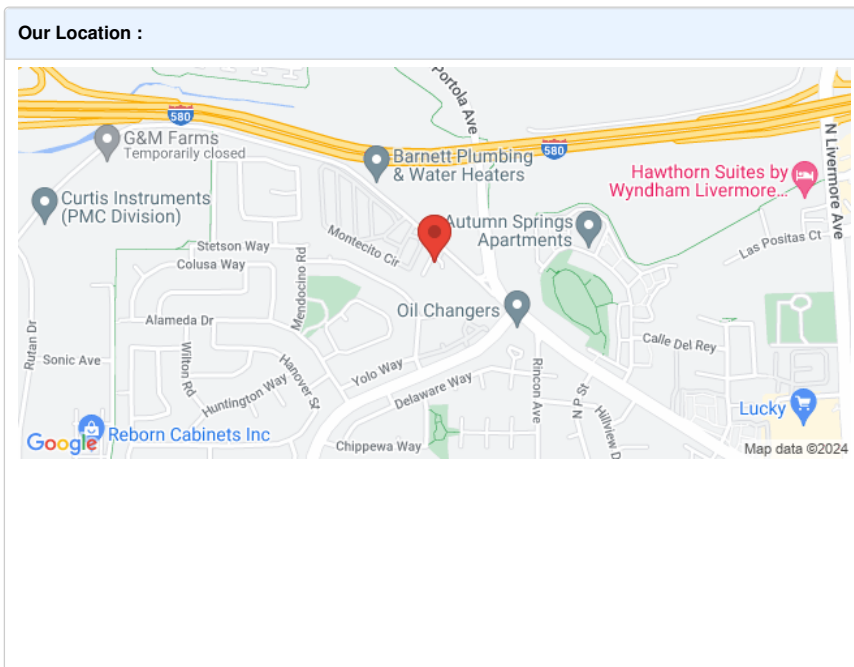 Our Location :
Portola Ave
580
G&M Farms
Temporarily closed
580
Barnett Plumbing
& Water Heaters
N Livermore Ave
Hawthorn Suites by
Wyndham Livermore...
Curtis Instruments
(PMC Division)
Autumn Springs
Apartments
Montecito Cir
Stetson Way
Colusa Way
Las Positas Ct
Mendocino Rd
Oil Changers
Alameda Dr
Rutan Dr
Sonic Ave
Wilton Rd
Hanover St
Calle Del Rey
Yolo Way
Huntington Way
Delaware Way
Rincon Ave
N P St
Hillview D
Lucky
Reborn Cabinets Inc
Google
Chippewa Way
Map data ©2024